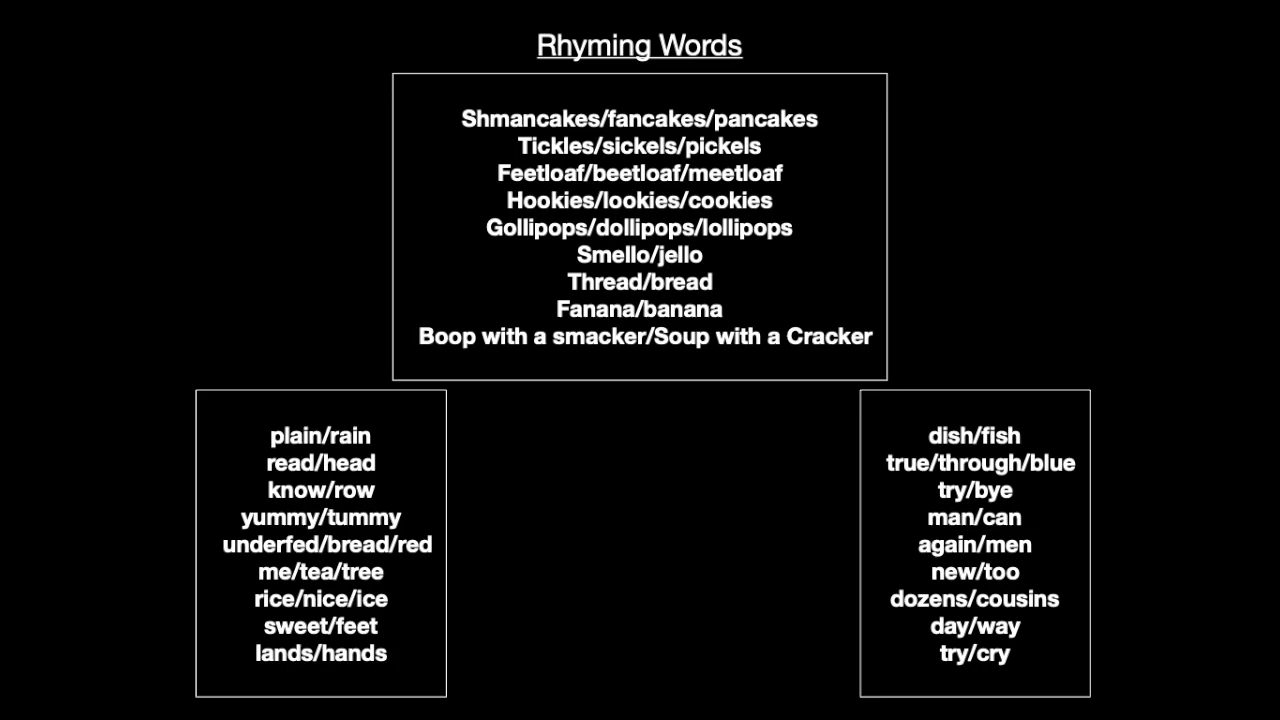 Rhyming Words
Shmancakes/fancakes/pancakes
Tickles/sickels/pickels
Feetloaf/beetloaf/meetloaf
Hookies/lookies/cookies
Gollipops/dollipops/lollipops
Smello/jello
Thread/bread
Fanana/banana
Boop with a smacker/Soup with a Cracker
plain/rain
read/head
know/row
yummy/tummy
underfed/bread/red
me/tea/tree
rice/nice/ice
sweet/feet
lands/hands
dish/fish
true/through/blue
try/bye
man/can
again/men
new/too
dozens/cousins
day/way
try/cry